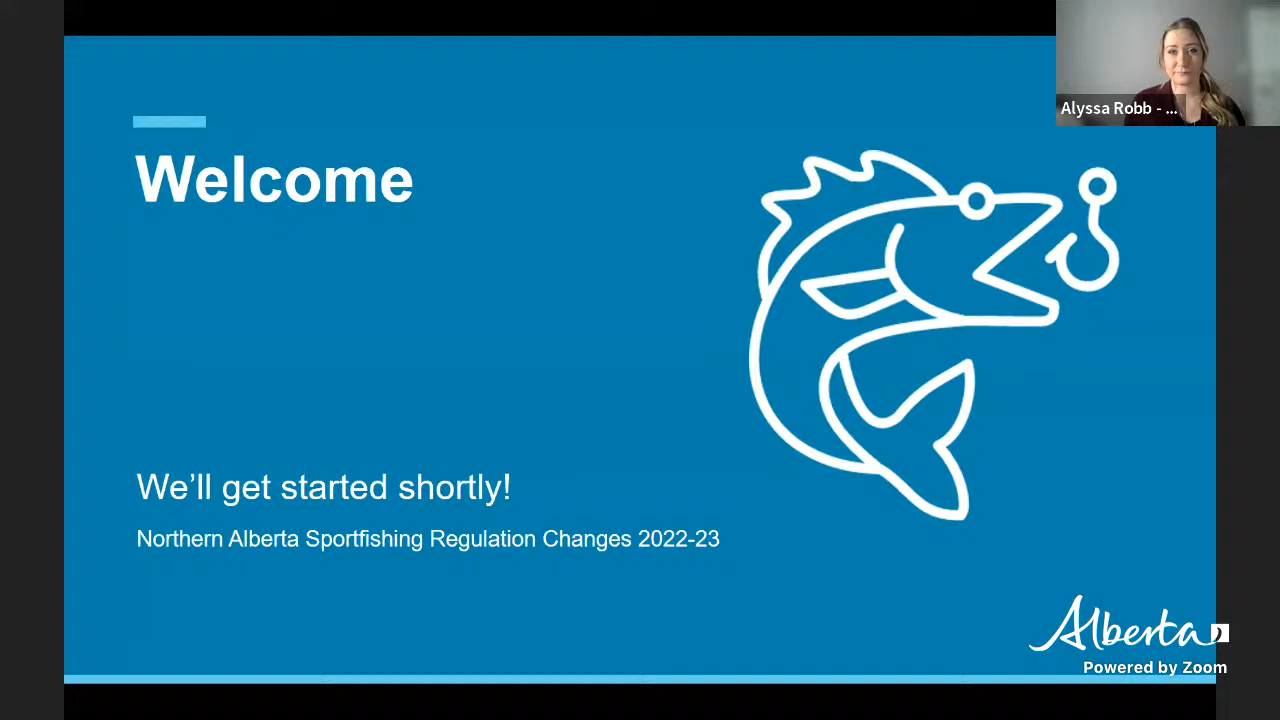 Alyssa Robb - ...
Welcome
We'll get started shortly!
Northern Alberta Sportfishing Regulation Changes 2022-23
Alberta
Powered by Zoom